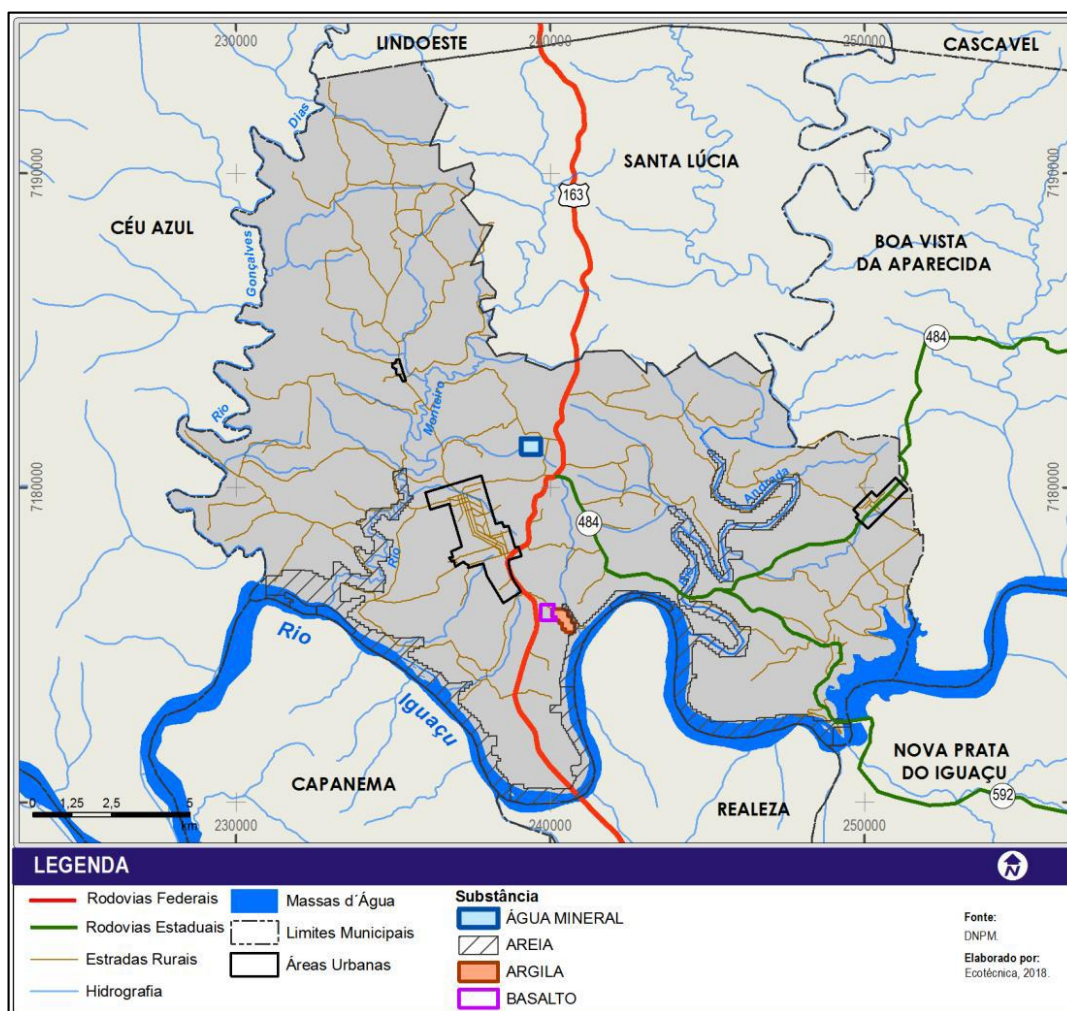 230000
240000
250000
LINDOESTE
CASCAVEL
Dias
7190000
7190000
SANTA LÚCIA
163
CÉU AZUL
BOA VISTA
DA APARECIDA
Gonçalves
484
Monteiro
Rio
Andrada
7180000
7180000
484
Rio
Rio
Rio
Iguaçu
CAPANEMA
REALEZA
NOVA PRATA
DO IGUAÇU
592
0 1,25 2,5 5
km
230000
240000
250000
LEGENDA
N
Rodovias Federais
Rodovias Estaduais
Estradas Rurais
Hidrografia
Massas d´Água
Limites Municipais
Áreas Urbanas
Substância
ÁGUA MINERAL
AREIA
ARGILA
BASALTO
Fonte:
DNPM.
Elaborado por:
Ecotécnica, 2018.